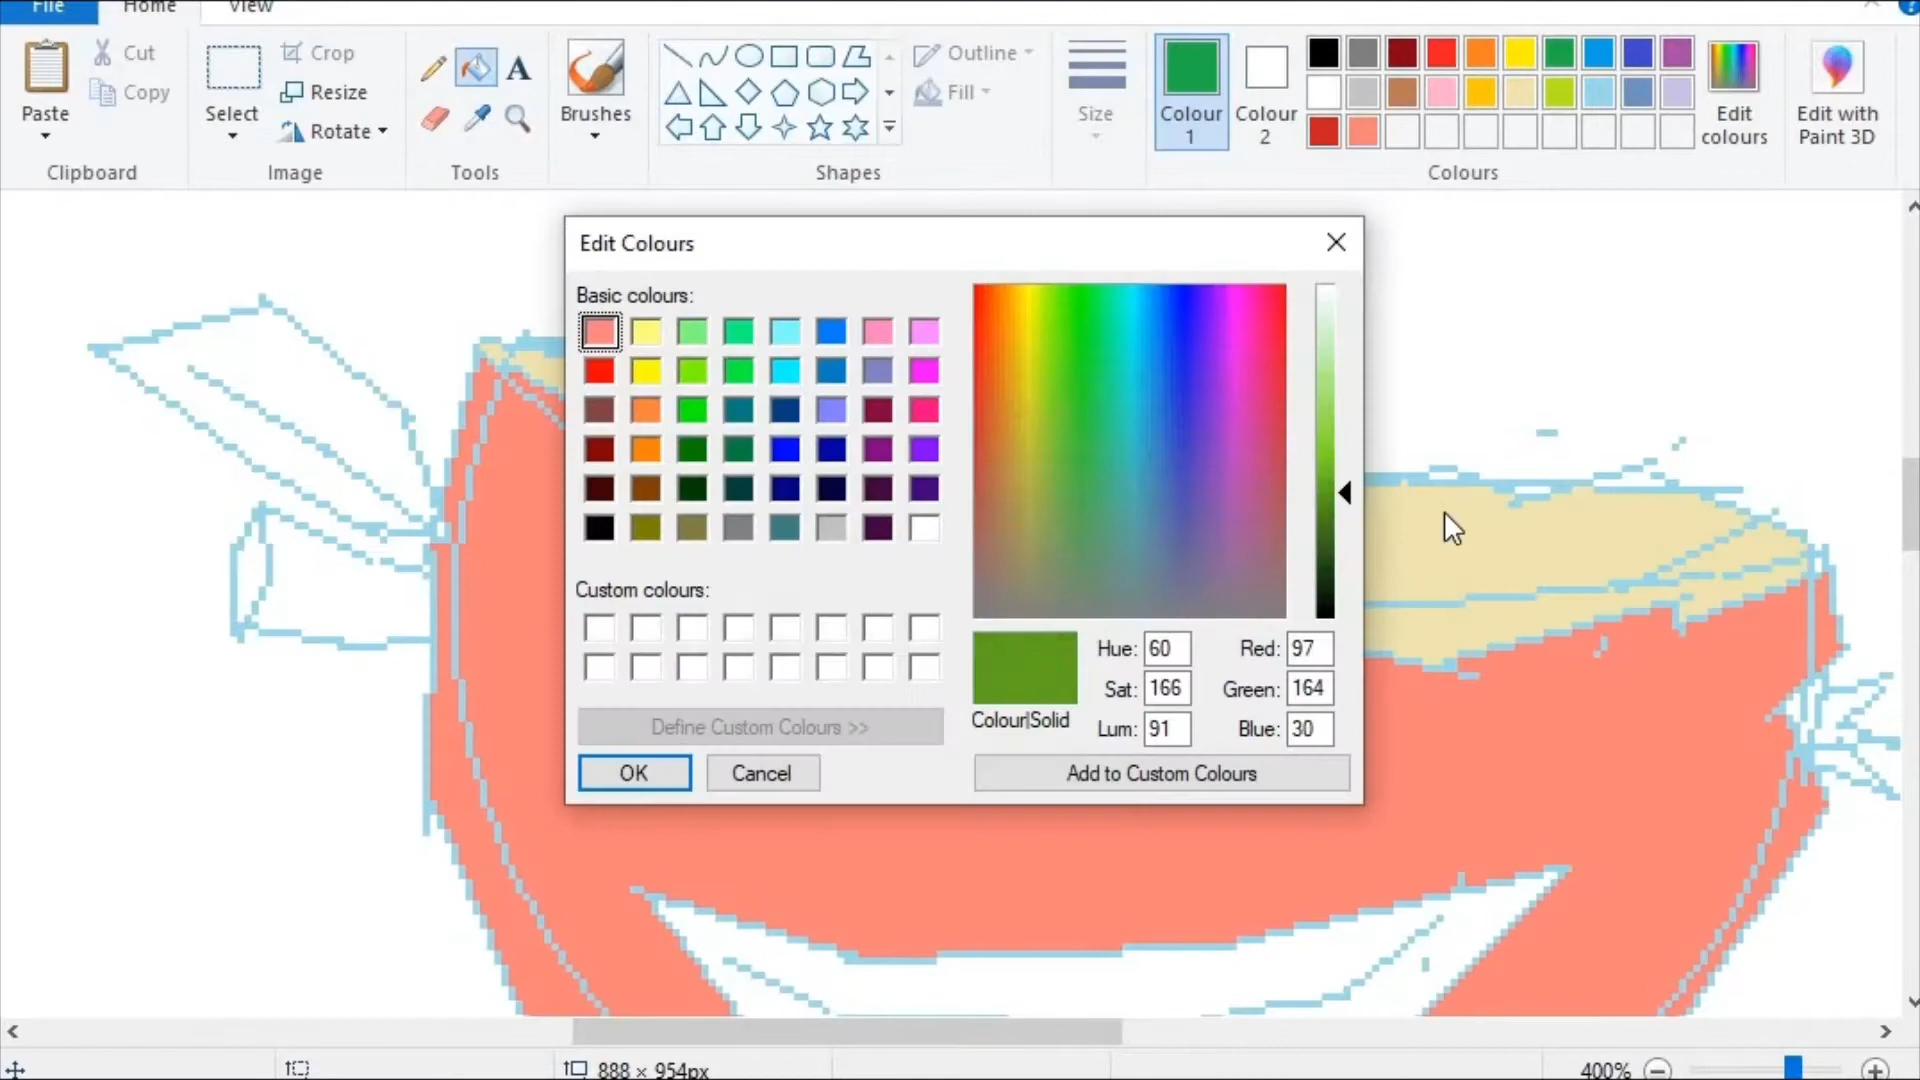 File Home View
Paste
Cut
Copy
Clipboard
Select
Crop
Resize
Rotate
Image
A
Tools
Brushes
Shapes
Outline
Fill
Size
Colour 1
Colour 2
Edit colours
Colours
Edit with Paint 3D
Edit Colours
Basic colours:
Custom colours:
Define Custom Colours >>
OK Cancel
Colour|Solid
Hue: 60 Red: 97
Sat: 166 Green: 164
Lum: 91 Blue: 30
Add to Custom Colours
888 × 954px
400%